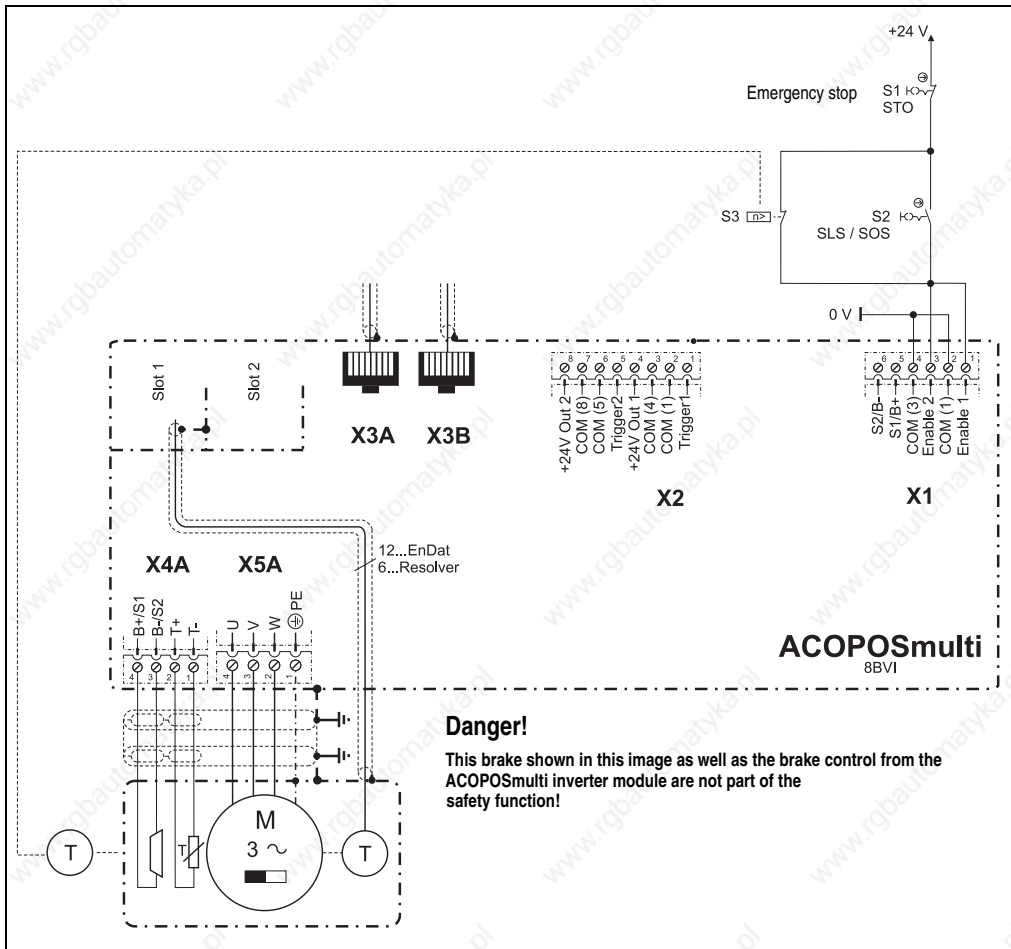 +24 V
Emergency stop
S1
STO
S3 n>
S2
SLS / SOS
0 V
Slot 1
Slot 2
X3A
X3B
8 7 6 5 4 3 2 1
+24V Out 2
COM (8)
COM (5)
Trigger2
+24V Out 1
COM (4)
COM (1)
Trigger1
X2
6 5 4 3 2 1
S2/B-
S1/B+
COM (3)
Enable 2
COM (1)
Enable 1
X1
12...EnDat
6...Resolver
X4A
X5A
B+/S1
B-/S2
T+
T-
U
V
W
PE
4 3 2 1
4 3 2 1
ACOPOSmulti
8BVI
Danger!
This brake shown in this image as well as the brake control from the
ACOPOSmulti inverter module are not part of the
safety function!
T
T
M
3 ~
T
www.rgbautomatyka.pl